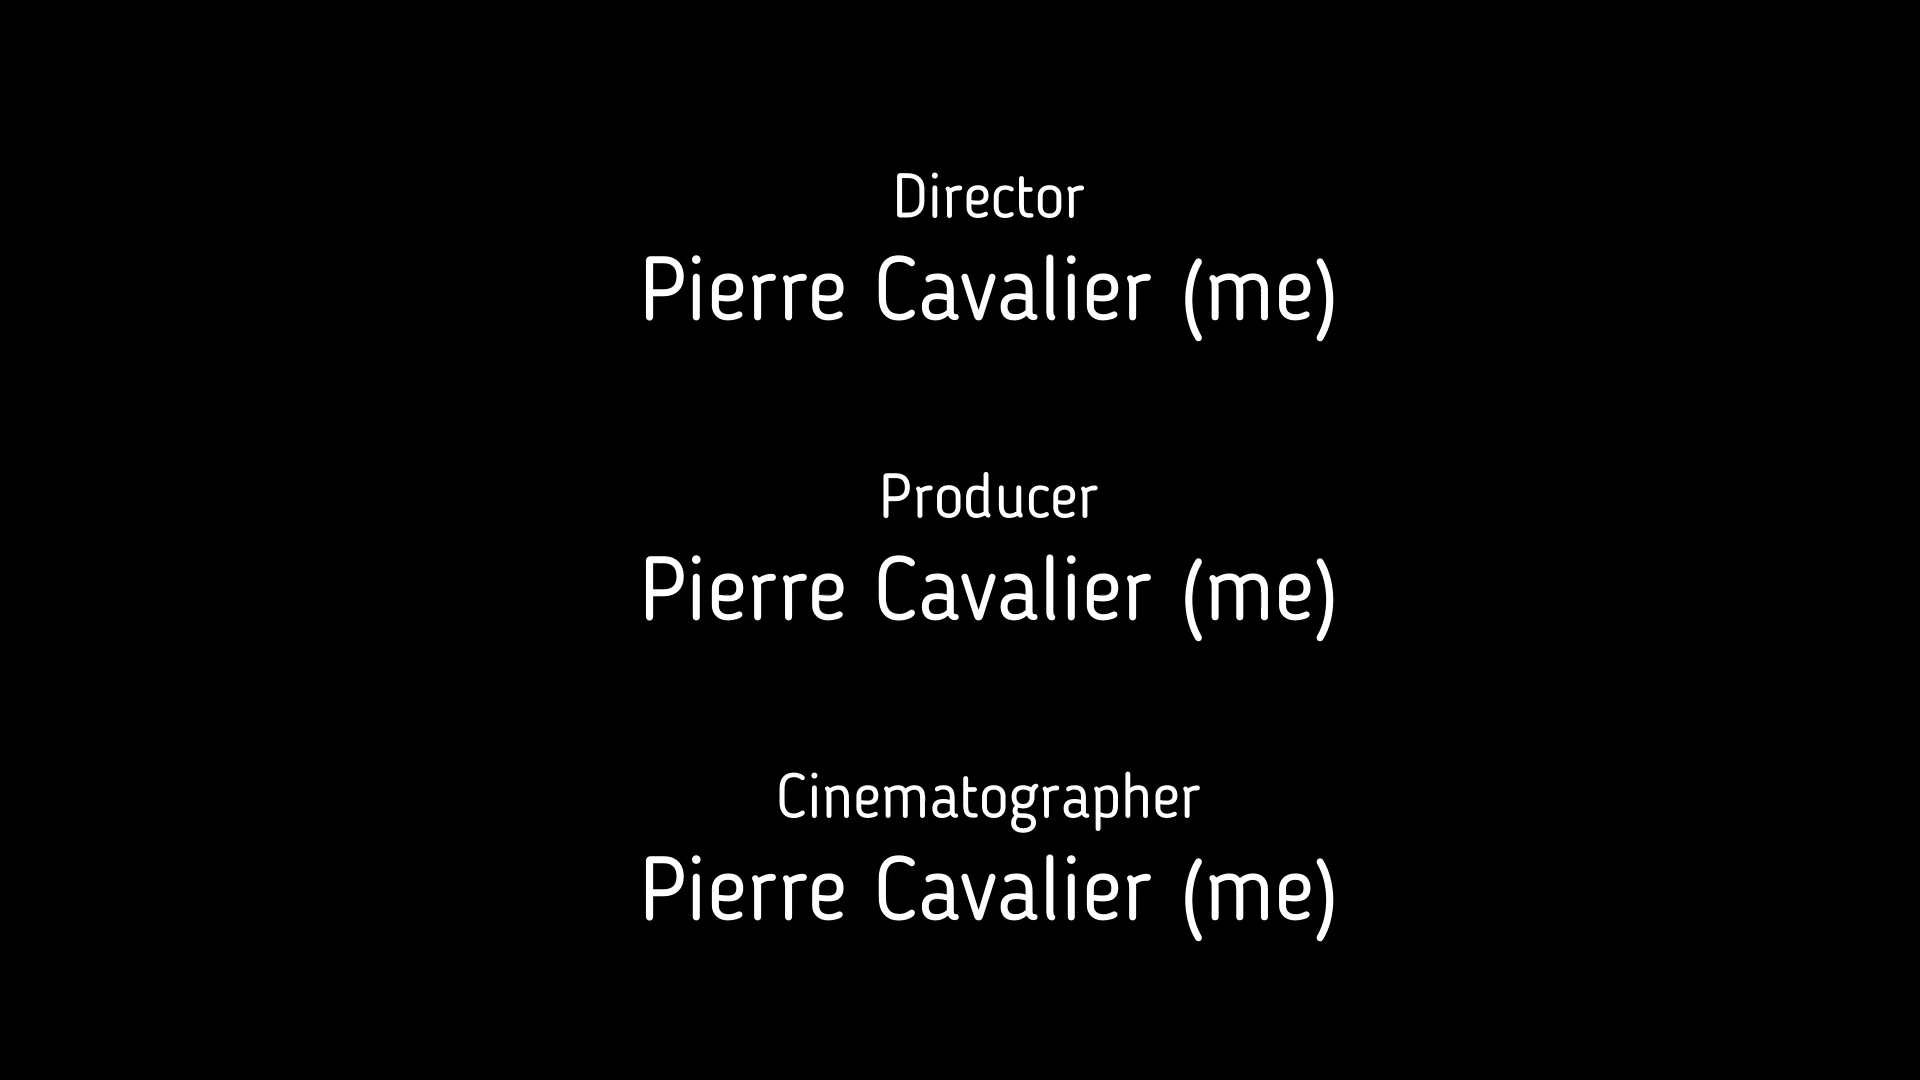 Director
Pierre Cavalier (me)
Producer
Pierre Cavalier (me)
Cinematographer
Pierre Cavalier (me)